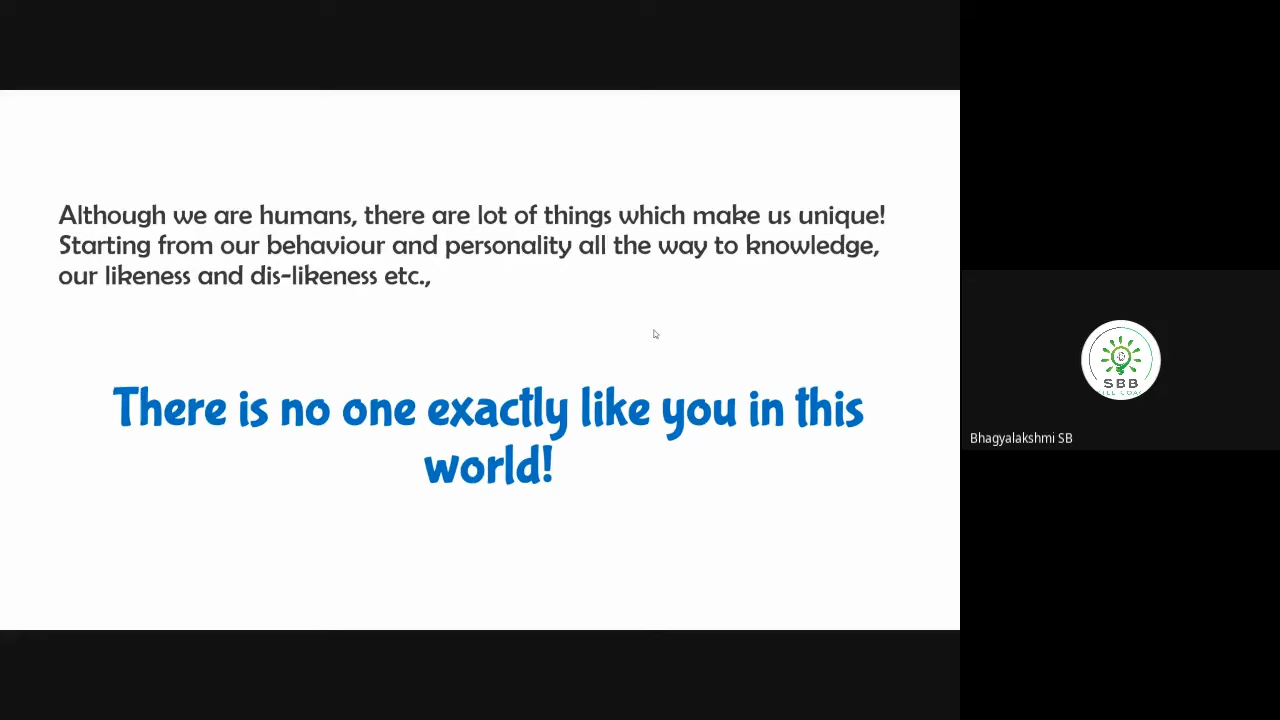 Although we are humans, there are lot of things which make us unique!
Starting from our behaviour and personality all the way to knowledge,
our likeness and dis-likeness etc.,
There is no one exactly like you in this
world!
SBB
Bhagyalakshmi SB